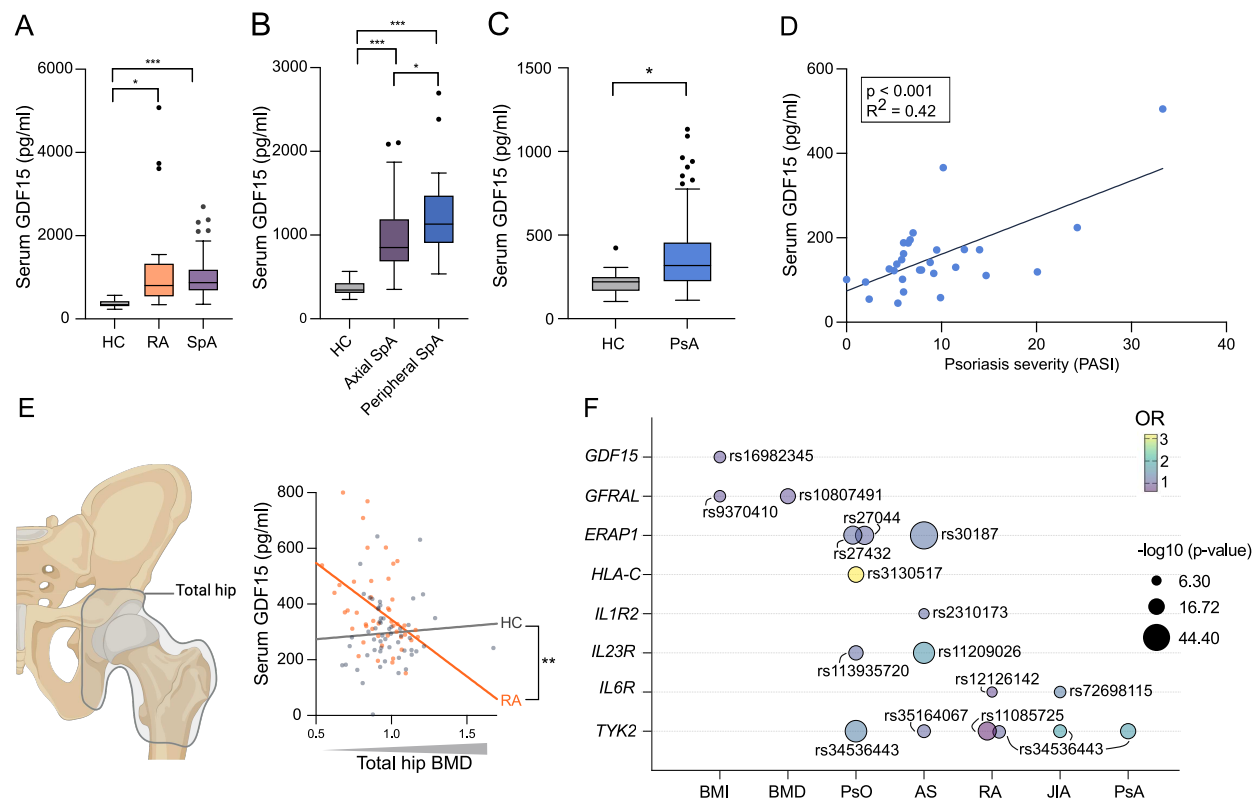 A
Serum GDF15 (pg/ml)
6000
4000
2000
0
***
*
HC
RA
SpA
B
Serum GDF15 (pg/ml)
3000
2000
1000
0
***
***
*
HC
Axial SpA
Peripheral SpA
C
Serum GDF15 (pg/ml)
1500
1000
500
0
*
HC
PsA
D
Serum GDF15 (pg/ml)
600
400
200
0
p < 0.001
R² = 0.42
0
10
20
30
40
Psoriasis severity (PASI)
E
Total hip
Serum GDF15 (pg/ml)
800
600
400
200
0
HC
**
RA
0.5
1.0
1.5
Total hip BMD
F
OR
3
2
1
GDF15
rs16982345
GFRAL
rs10807491
rs9370410
ERAP1
rs27044
rs30187
rs27432
HLA-C
rs3130517
IL1R2
rs2310173
IL23R
rs11209026
rs113935720
IL6R
rs12126142
rs72698115
TYK2
rs35164067
rs11085725
rs34536443
rs34536443
-log10 (p-value)
6.30
16.72
44.40
BMI
BMD
PsO
AS
RA
JIA
PsA